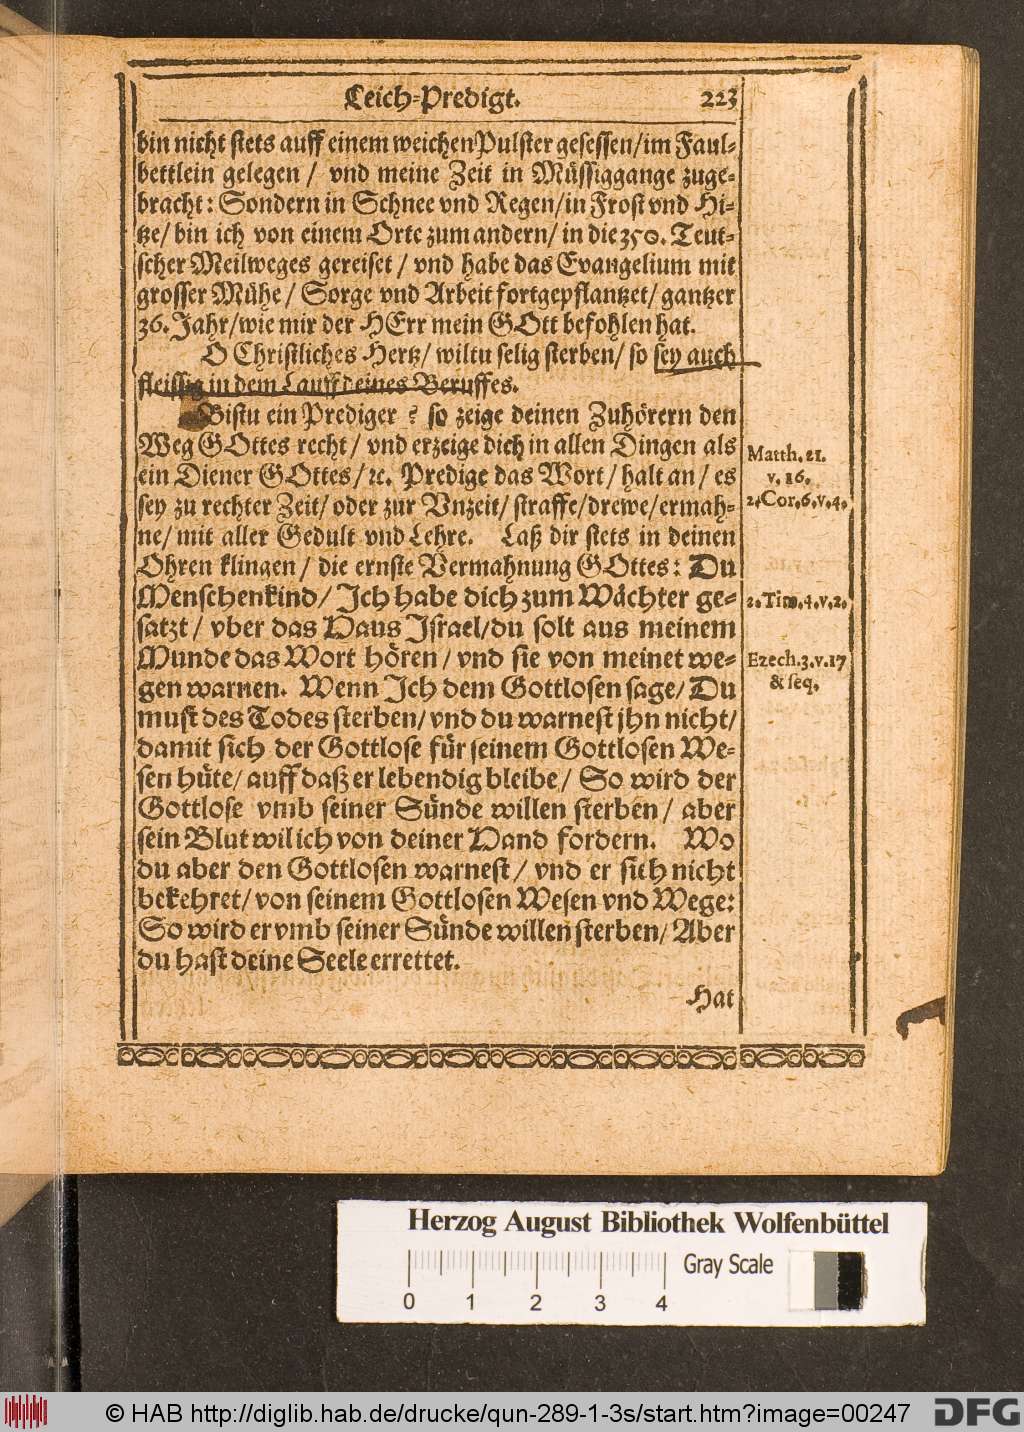 Leich-Predigt. 223
bin nicht stets auff einem weichen Pulster gesessen/im Faul-
bettlein gelegen / vnd meine Zeit in Müssiggange zuge-
bracht: Sondern in Schnee vnd Regen/in Frost vnd Hi-
tze/ bin ich von einem Orte zum andern/ in die 350. Teut-
scher Meilweges gereiset / vnd habe das Evangelium mit
grosser Mühe / Sorge vnd Arbeit fortgepflantzet/ gantzer
36. Jahr/wie mir der HErr mein GOtt befohlen hat.
O Christliches Hertz/ wiltu selig sterben/ so sey auch
fleissig in dem Lauff deines Beruffes.
Bistu ein Prediger ? so zeige deinen Zuhörern den
Weg GOttes recht/ vnd erzeige dich in allen Dingen als
ein Diener GOttes/ ꝛc. Predige das Wort/ halt an/ es
sey zu rechter Zeit/ oder zur Vnzeit/ straffe/drewe/ermah-
ne/ mit aller Gedult vnd Lehre. Laß dir stets in deinen
Ohren klingen/ die ernste Vermahnung GOttes: Du
Menschenkind/ Ich habe dich zum Wächter ge-
satzt/ vber das Haus Israel/du solt aus meinem
Munde das Wort hören/ vnd sie von meinet we-
gen warnen. Wenn Ich dem Gottlosen sage/ Du
must des Todes sterben/ vnd du warnest ihn nicht/
damit sich der Gottlose für seinem Gottlosen We-
sen hüte/ auff daß er lebendig bleibe/ So wird der
Gottlose vmb seiner Sünde willen sterben/ aber
sein Blut wil ich von deiner Hand fordern. Wo
du aber den Gottlosen warnest/ vnd er sich nicht
bekehret/ von seinem Gottlosen Wesen vnd Wege:
So wird er vmb seiner Sünde willen sterben/ Aber
du hast deine Seele errettet.
Hat
Matth. 21.
v. 16.
2. Cor. 6. v. 4.
2. Tim. 4. v. 2.
Ezech. 3. v. 17
& seq.
Herzog August Bibliothek Wolfenbüttel
0 1 2 3 4
Gray Scale
© HAB http://diglib.hab.de/drucke/qun-289-1-3s/start.htm?image=00247
DFG